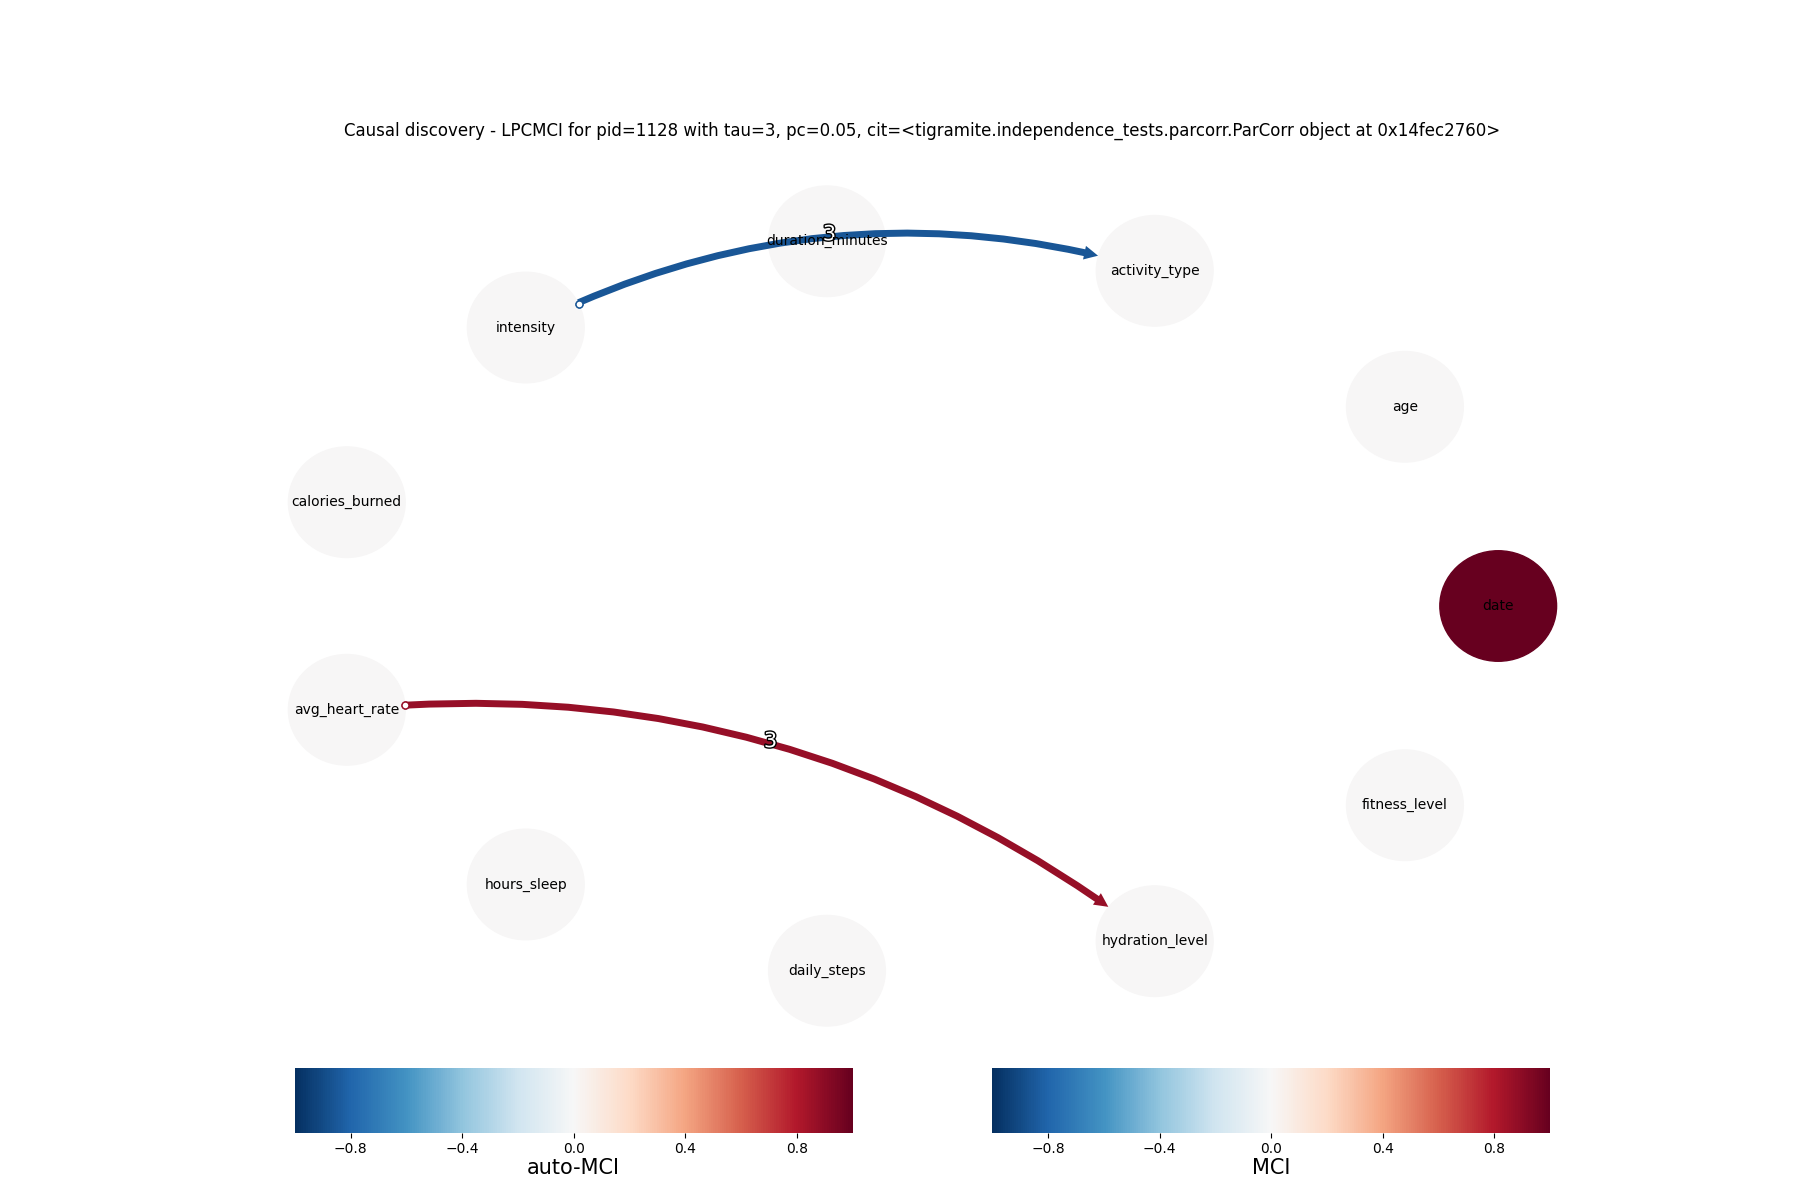 Causal discovery - LPCMCI for pid=1128 with tau=3, pc=0.05, cit=<tigramite.independence_tests.parcorr.ParCorr object at 0x14fec2760>
3
duration_minutes
activity_type
intensity
age
calories_burned
date
avg_heart_rate
3
fitness_level
hours_sleep
hydration_level
daily_steps
−0.8 −0.4 0.0 0.4 0.8
auto-MCI
−0.8 −0.4 0.0 0.4 0.8
MCI